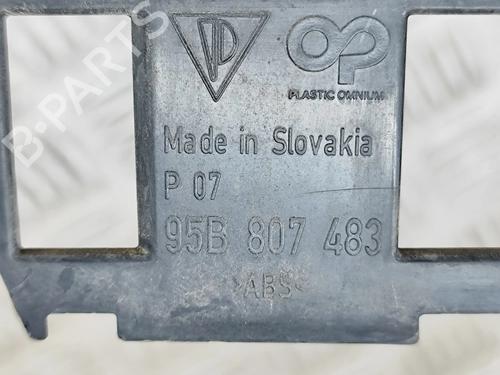 OP
PLASTIC OMNIUM
Made in Slovakia
P 07
95B 807 483
>ABS<
B-PARTS